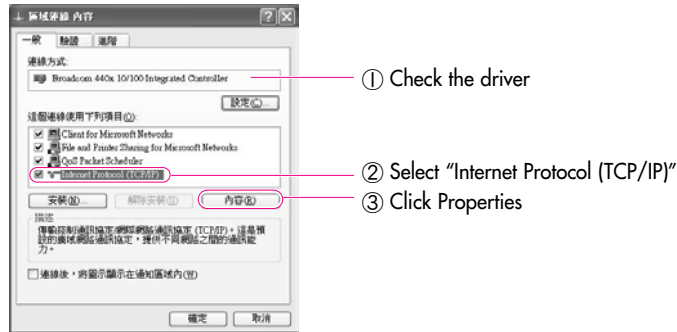 區域連線 內容
一般 驗證 進階
連線方式:
Broadcom 440x 10/100 Integrated Controller
① Check the driver
設定(C)...
這個連線使用下列項目(O):
Client for Microsoft Networks
File and Printer Sharing for Microsoft Networks
QoS Packet Scheduler
Internet Protocol (TCP/IP)
② Select “Internet Protocol (TCP/IP)”
安裝(N)... 解除安裝(U) 內容(R)
③ Click Properties
描述
傳輸控制通訊協定/網際網路通訊協定 (TCP/IP)。這是預
設的廣域網路通訊協定，提供不同網路之間的通訊能
力。
連線後，將圖示顯示在通知區域內(W)
確定 取消